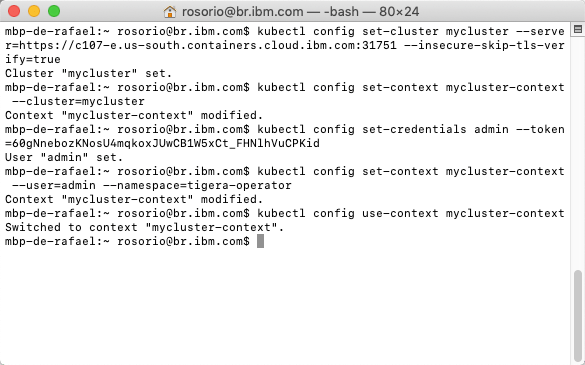 rosorio@br.ibm.com — -bash — 80×24
mbp-de-rafael:~ rosorio@br.ibm.com$ kubectl config set-cluster mycluster --serve
r=https://c107-e.us-south.containers.cloud.ibm.com:31751 --insecure-skip-tls-ver
ify=true
Cluster "mycluster" set.
mbp-de-rafael:~ rosorio@br.ibm.com$ kubectl config set-context mycluster-context
 --cluster=mycluster
Context "mycluster-context" modified.
mbp-de-rafael:~ rosorio@br.ibm.com$ kubectl config set-credentials admin --token
=60gNnebozKNosU4mqkoxJUwCB1W5xCt_FHNlhVuCPKid
User "admin" set.
mbp-de-rafael:~ rosorio@br.ibm.com$ kubectl config set-context mycluster-context
 --user=admin --namespace=tigera-operator
Context "mycluster-context" modified.
mbp-de-rafael:~ rosorio@br.ibm.com$ kubectl config use-context mycluster-context
Switched to context "mycluster-context".
mbp-de-rafael:~ rosorio@br.ibm.com$